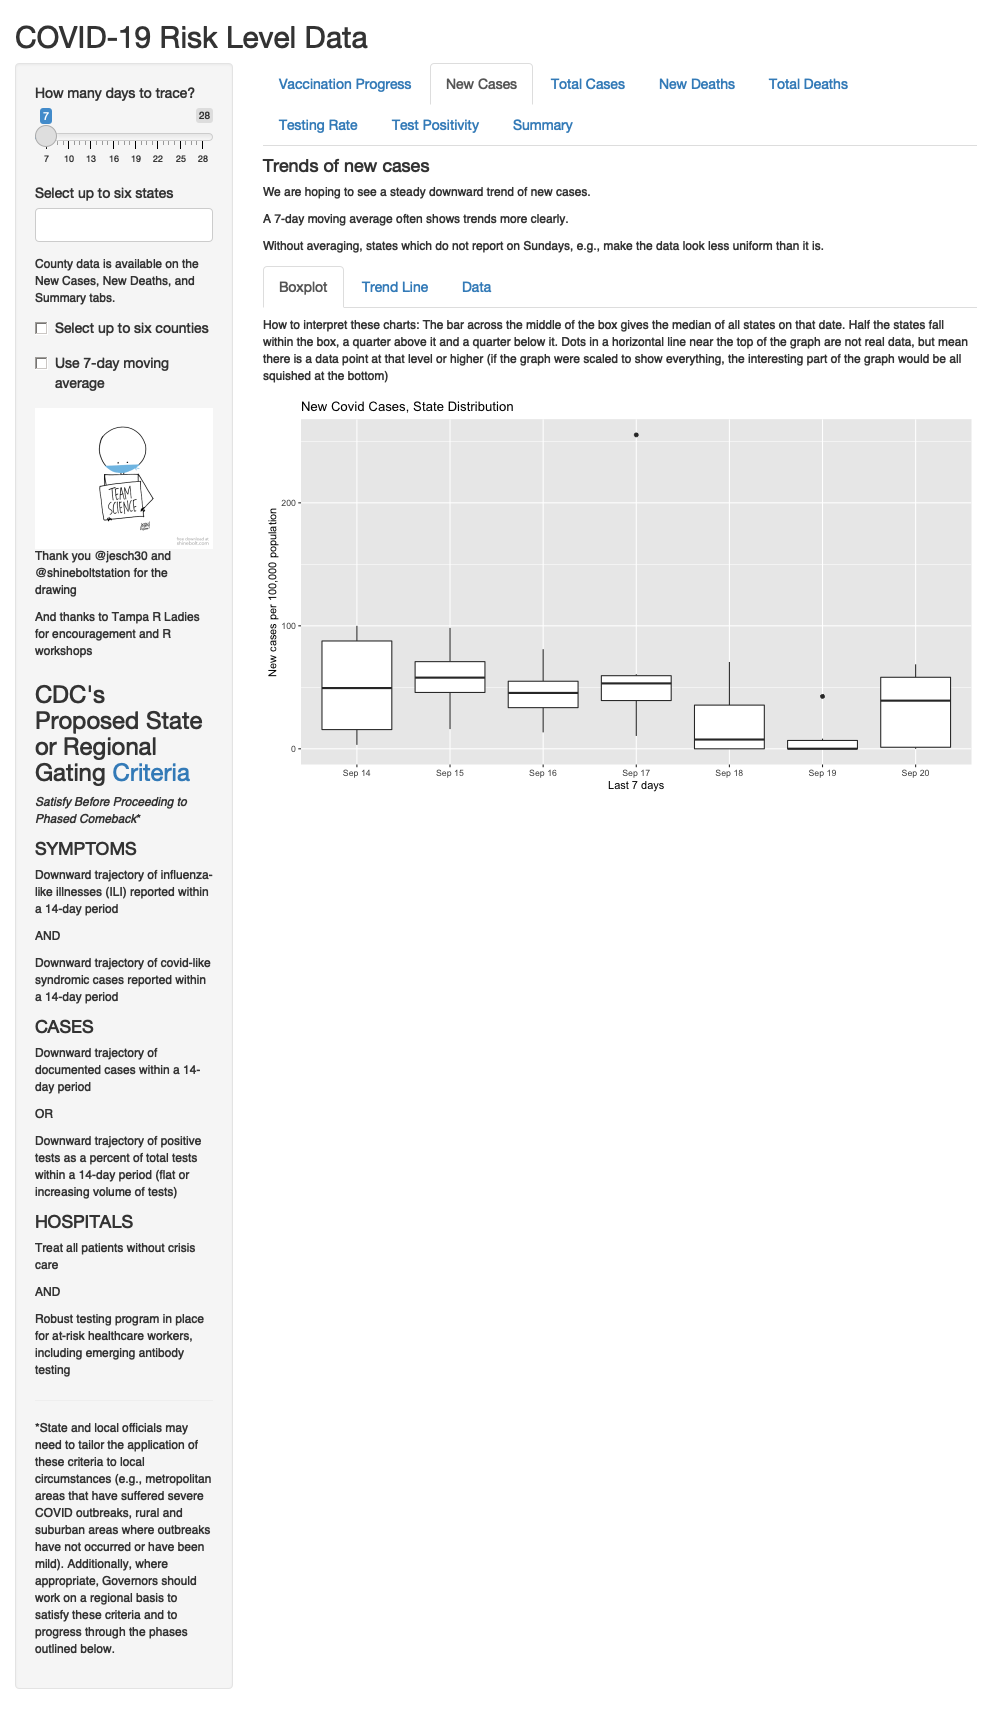 COVID-19 Risk Level Data
How many days to trace?
7
28
7 10 13 16 19 22 25 28
Select up to six states
County data is available on the
New Cases, New Deaths, and
Summary tabs.
Select up to six counties
Use 7-day moving
average
TEAM
SCIENCE
free download at
shinebolt.com
Thank you @jesch30 and
@shineboltstation for the
drawing
And thanks to Tampa R Ladies
for encouragement and R
workshops
CDC's
Proposed State
or Regional
Gating Criteria
Satisfy Before Proceeding to
Phased Comeback*
SYMPTOMS
Downward trajectory of influenza-
like illnesses (ILI) reported within
a 14-day period
AND
Downward trajectory of covid-like
syndromic cases reported within
a 14-day period
CASES
Downward trajectory of
documented cases within a 14-
day period
OR
Downward trajectory of positive
tests as a percent of total tests
within a 14-day period (flat or
increasing volume of tests)
HOSPITALS
Treat all patients without crisis
care
AND
Robust testing program in place
for at-risk healthcare workers,
including emerging antibody
testing
*State and local officials may
need to tailor the application of
these criteria to local
circumstances (e.g., metropolitan
areas that have suffered severe
COVID outbreaks, rural and
suburban areas where outbreaks
have not occurred or have been
mild). Additionally, where
appropriate, Governors should
work on a regional basis to
satisfy these criteria and to
progress through the phases
outlined below.
Vaccination Progress New Cases Total Cases New Deaths Total Deaths
Testing Rate Test Positivity Summary
Trends of new cases
We are hoping to see a steady downward trend of new cases.
A 7-day moving average often shows trends more clearly.
Without averaging, states which do not report on Sundays, e.g., make the data look less uniform than it is.
Boxplot Trend Line Data
How to interpret these charts: The bar across the middle of the box gives the median of all states on that date. Half the states fall
within the box, a quarter above it and a quarter below it. Dots in a horizontal line near the top of the graph are not real data, but mean
there is a data point at that level or higher (if the graph were scaled to show everything, the interesting part of the graph would be all
squished at the bottom)
New Covid Cases, State Distribution
New cases per 100,000 population
200
100
0
Sep 14 Sep 15 Sep 16 Sep 17 Sep 18 Sep 19 Sep 20
Last 7 days